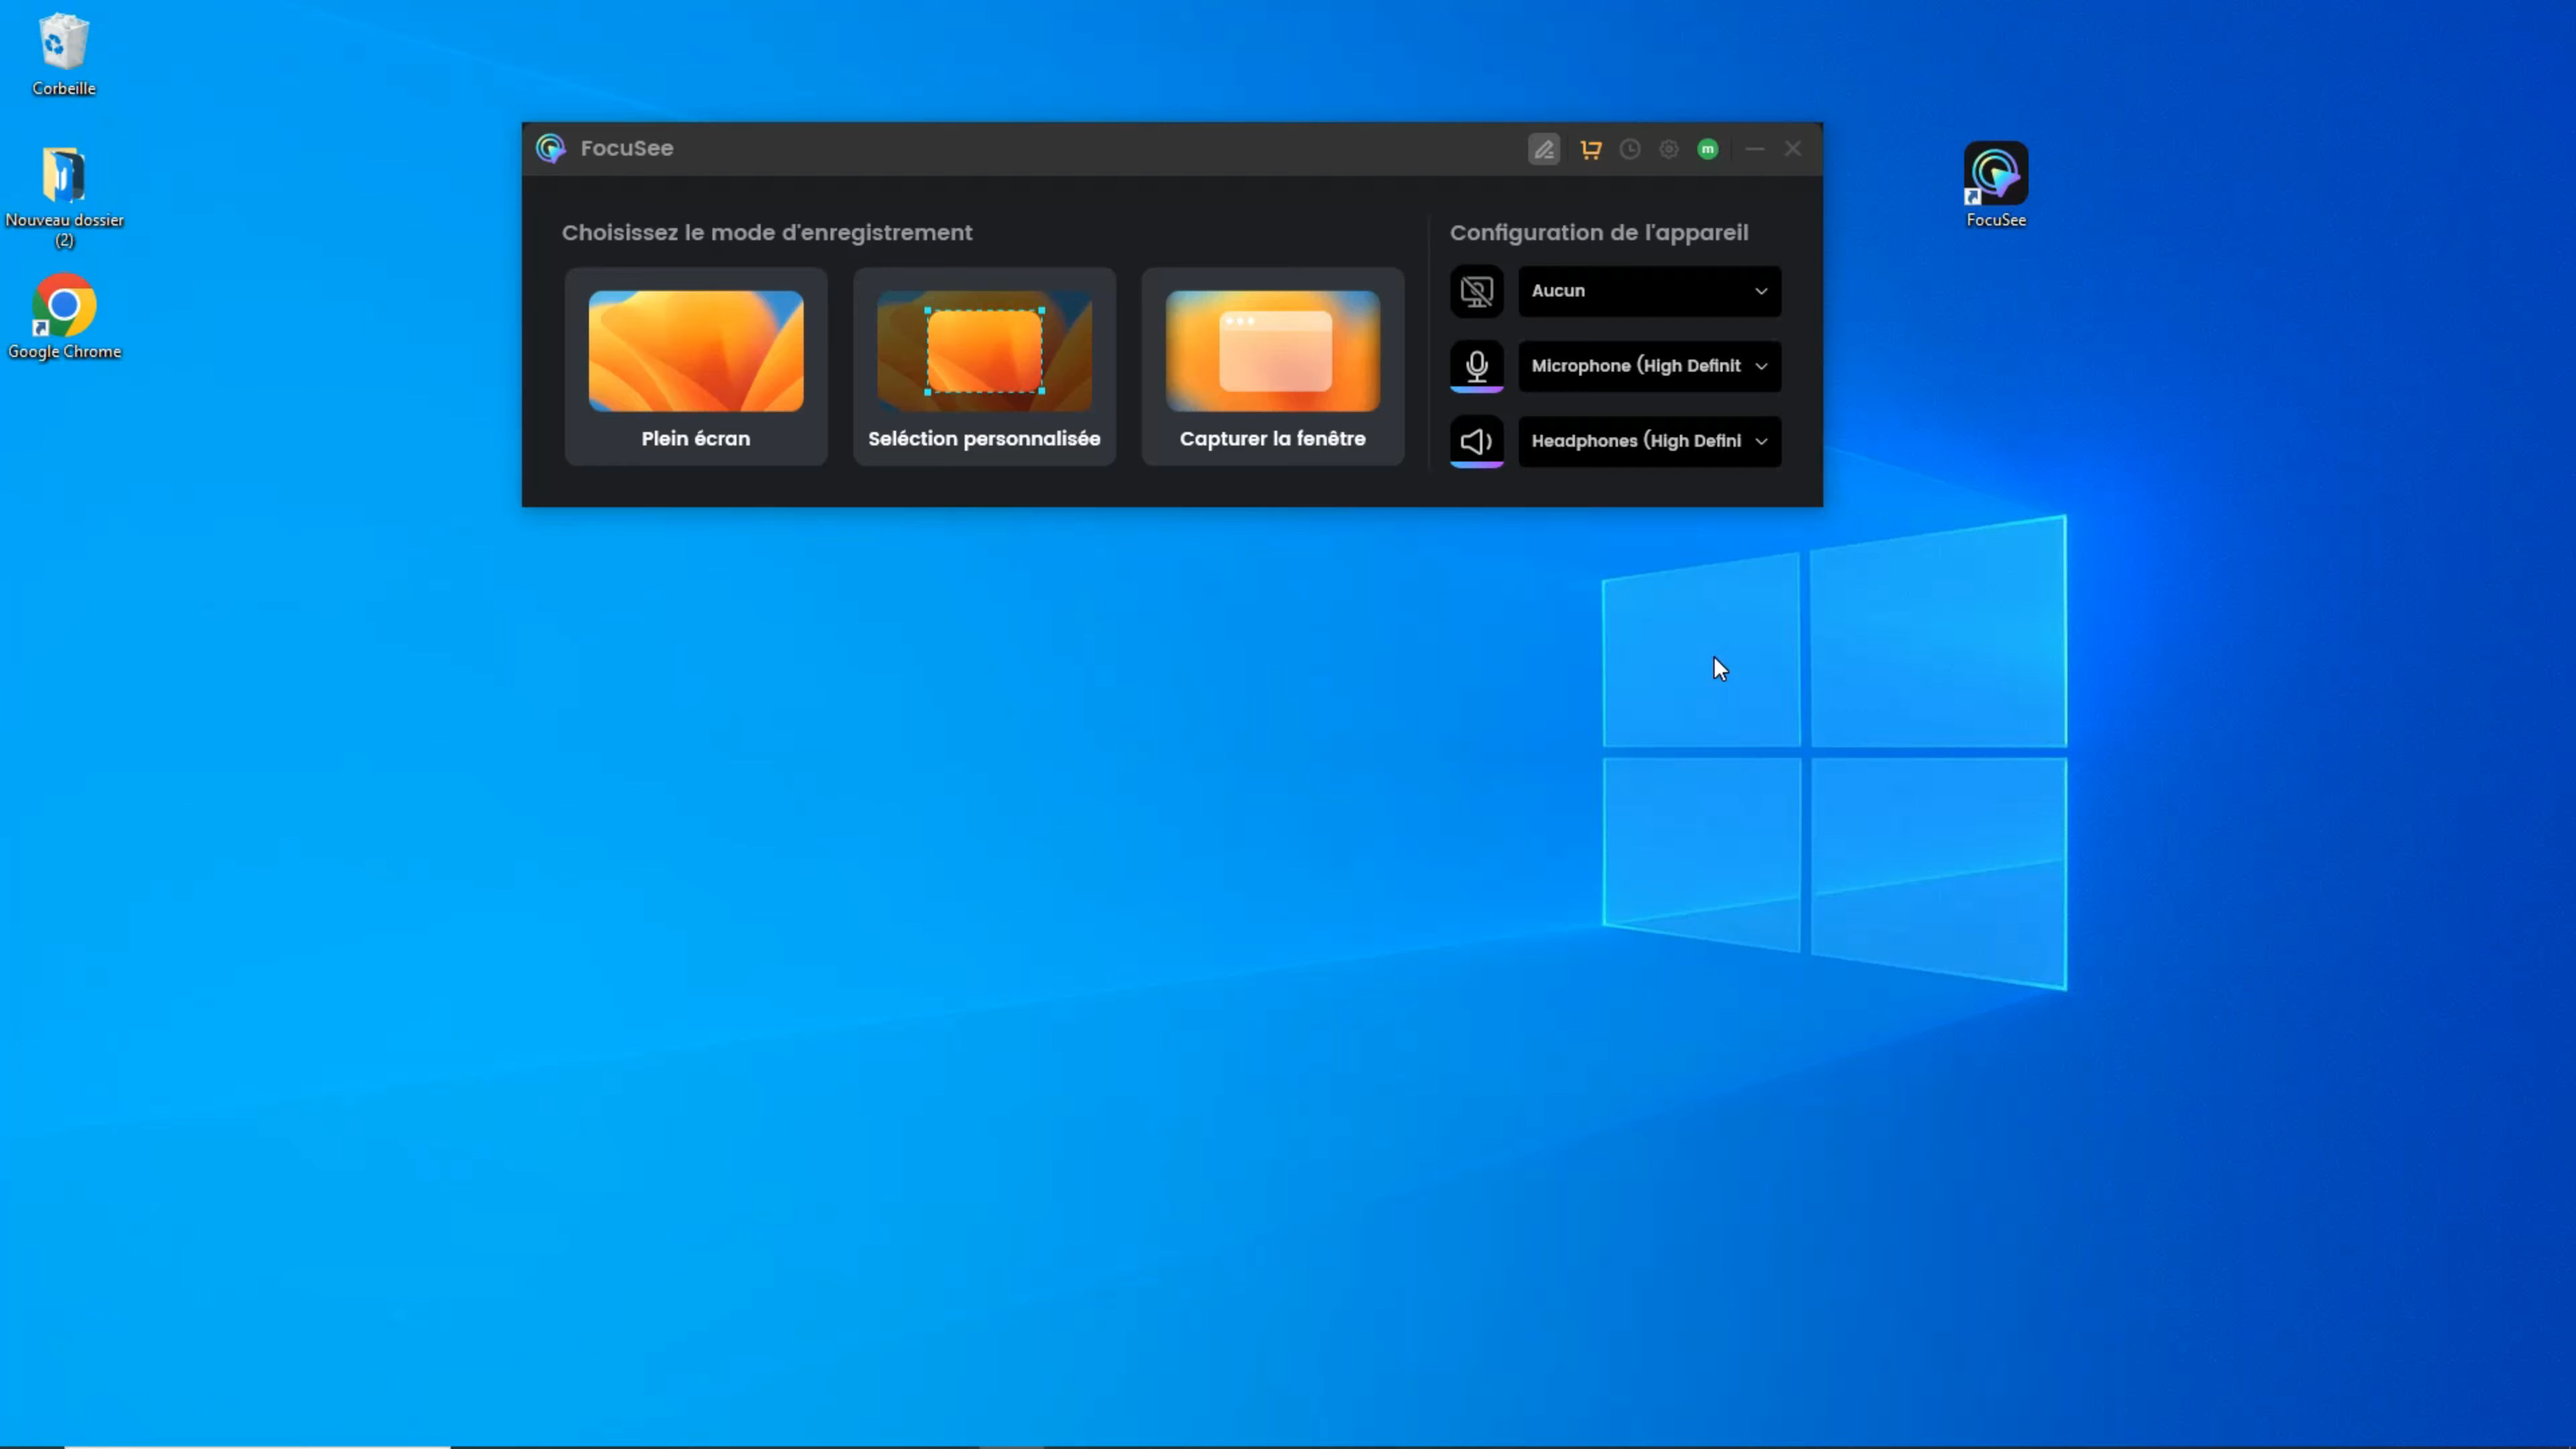 Corbeille
Nouveau dossier
(2)
Google Chrome
FocuSee
m
Choisissez le mode d'enregistrement
Plein écran
Seléction personnalisée
Capturer la fenêtre
Configuration de l'appareil
Aucun
Microphone (High Definit
Headphones (High Defini
FocuSee